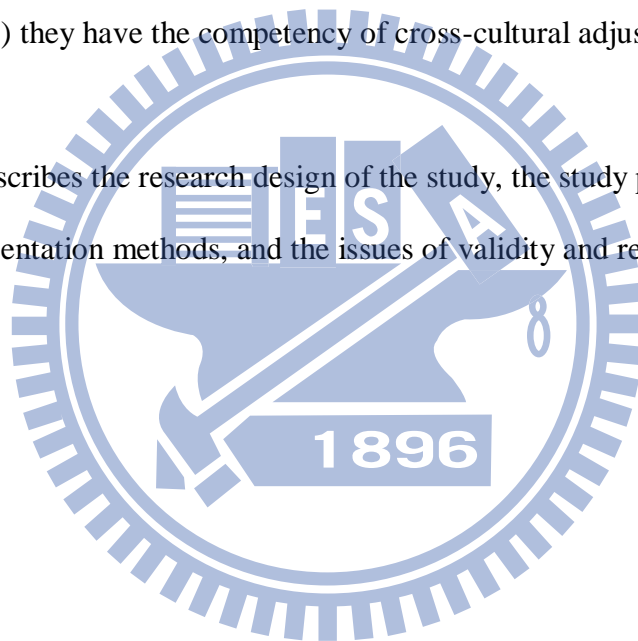 ) they have the competency of cross-cultural adjus
scribes the research design of the study, the study p
entation methods, and the issues of validity and re
E S A
8
1896